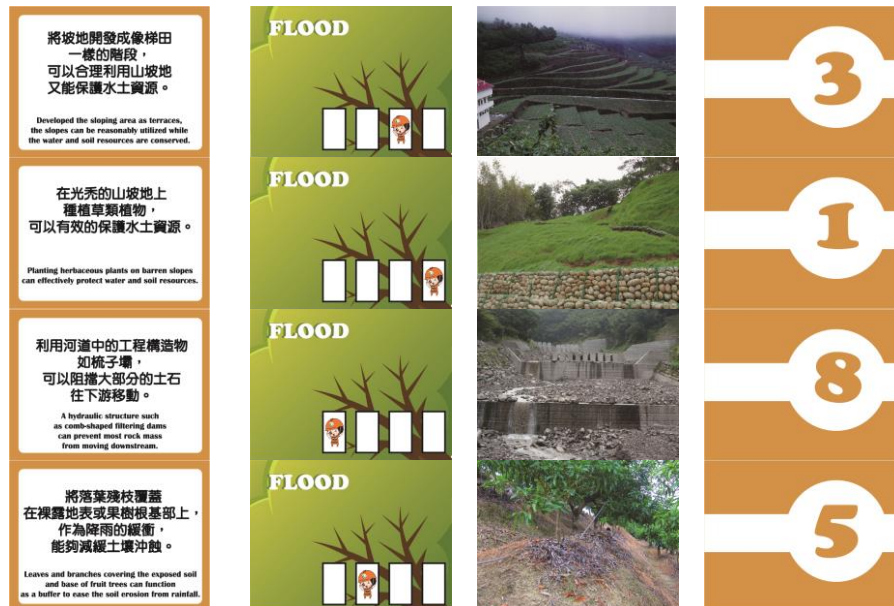 將坡地開發成像梯田
一樣的階段，
可以合理利用山坡地
又能保護水土資源。
Developed the sloping area as terraces,
the slopes can be reasonably utilized while
the water and soil resources are conserved.
FLOOD
3
在光禿的山坡地上
種植草類植物，
可以有效的保護水土資源。
Planting herbaceous plants on barren slopes
can effectively protect water and soil resources.
FLOOD
1
利用河道中的工程構造物
如梳子壩，
可以阻擋大部分的土石
往下游移動。
A hydraulic structure such
as comb-shaped filtering dams
can prevent most rock mass
from moving downstream.
FLOOD
8
將落葉殘枝覆蓋
在裸露地表或果樹根基部上，
作為降雨的緩衝，
能夠減緩土壤沖蝕。
Leaves and branches covering the exposed soil
and base of fruit trees can function
as a buffer to ease the soil erosion from rainfall.
FLOOD
5